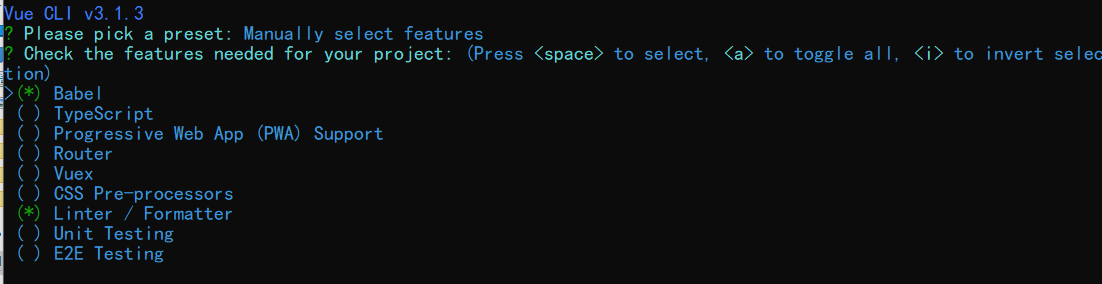 Vue CLI v3.1.3
? Please pick a preset: Manually select features
? Check the features needed for your project: (Press <space> to select, <a> to toggle all, <i> to invert selec
tion)
>(*) Babel
( ) TypeScript
( ) Progressive Web App (PWA) Support
( ) Router
( ) Vuex
( ) CSS Pre-processors
(*) Linter / Formatter
( ) Unit Testing
( ) E2E Testing